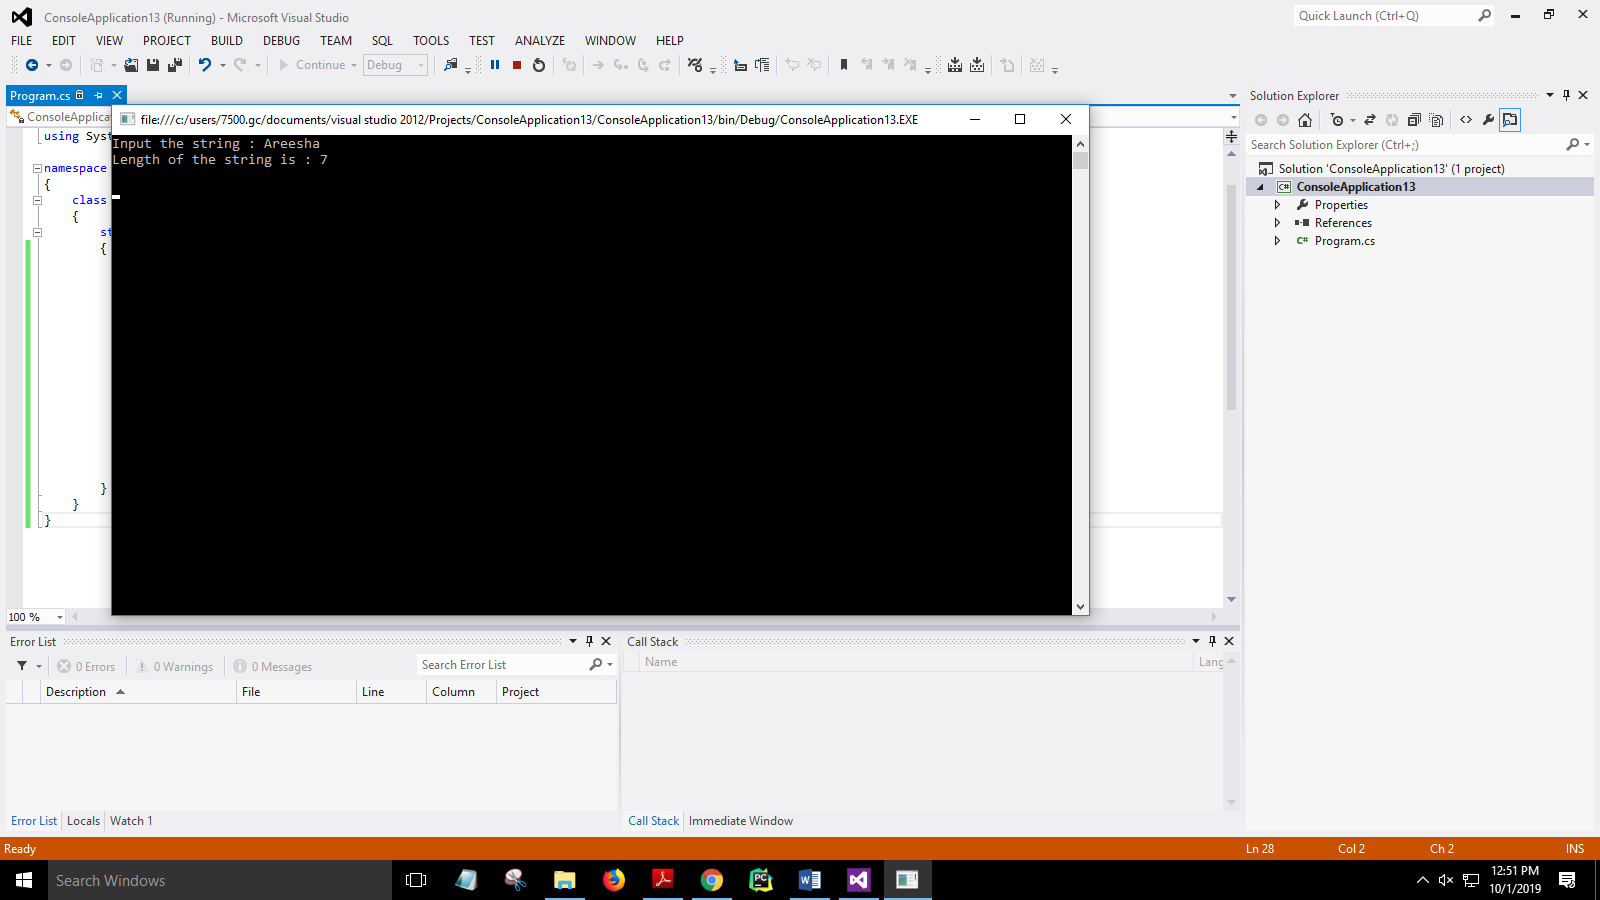 ConsoleApplication13 (Running) - Microsoft Visual Studio
Quick Launch (Ctrl+Q)
FILE EDIT VIEW PROJECT BUILD DEBUG TEAM SQL TOOLS TEST ANALYZE WINDOW HELP
Continue Debug
Program.cs
ConsoleApplica
file:///c:/users/7500.gc/documents/visual studio 2012/Projects/ConsoleApplication13/ConsoleApplication13/bin/Debug/ConsoleApplication13.EXE
Input the string : Areesha
Length of the string is : 7
using Syst
namespace
{
class
{
st
{
}
}
}
100 %
Solution Explorer
Search Solution Explorer (Ctrl+;)
Solution 'ConsoleApplication13' (1 project)
C# ConsoleApplication13
Properties
References
C# Program.cs
Error List
0 Errors 0 Warnings 0 Messages Search Error List
Description File Line Column Project
Error List Locals Watch 1
Call Stack
Name Lang
Call Stack Immediate Window
Ready Ln 28 Col 2 Ch 2 INS
Search Windows
PC
W
12:51 PM
10/1/2019